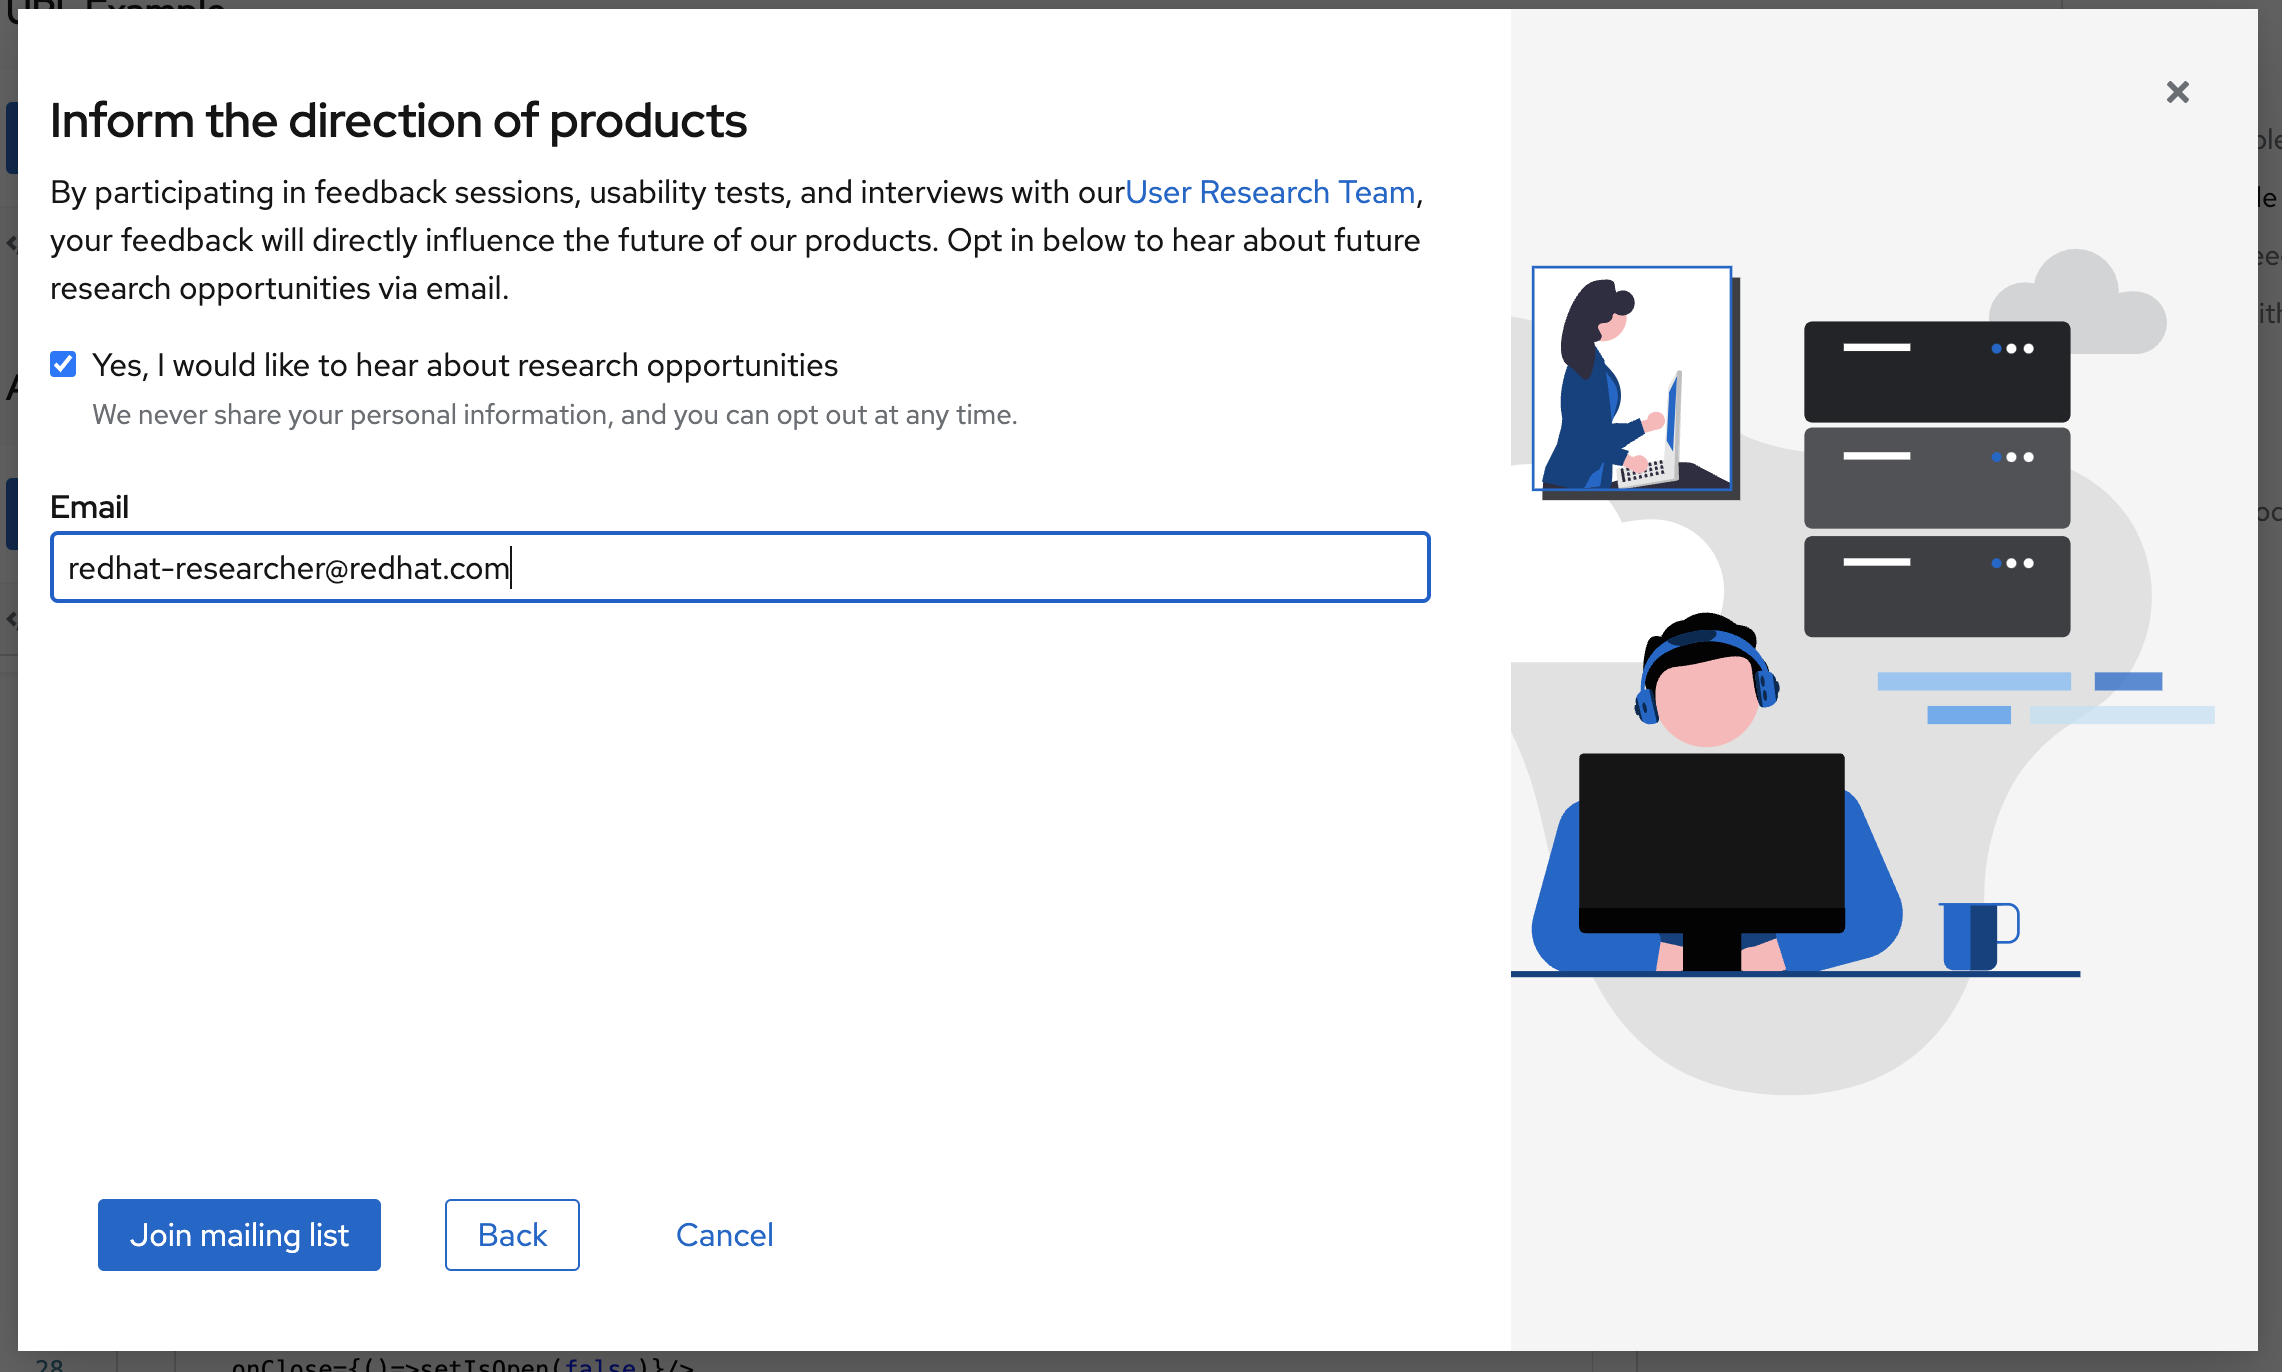 URL Example
Inform the direction of products
By participating in feedback sessions, usability tests, and interviews with ourUser Research Team,
your feedback will directly influence the future of our products. Opt in below to hear about future
research opportunities via email.
Yes, I would like to hear about research opportunities
We never share your personal information, and you can opt out at any time.
Email
redhat-researcher@redhat.com
Join mailing list
Back
Cancel
28 onClose={()=>setIsOpen(false)}/>